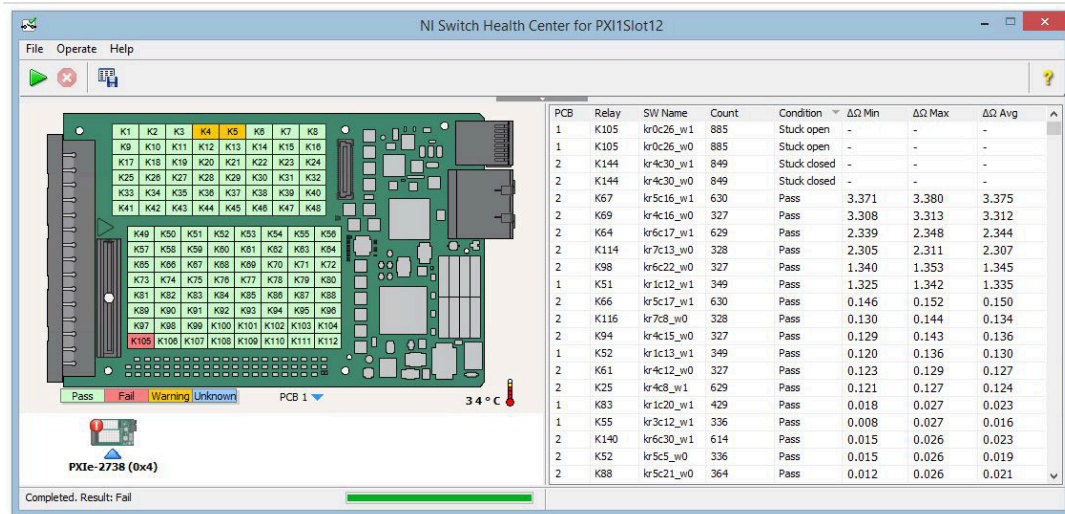 NI Switch Health Center for PXI1Slot12
File Operate Help
K1 K2 K3 K4 K5 K6 K7 K8
K9 K10 K11 K12 K13 K14 K15 K16
K17 K18 K19 K20 K21 K22 K23 K24
K25 K26 K27 K28 K29 K30 K31 K32
K33 K34 K35 K36 K37 K38 K39 K40
K41 K42 K43 K44 K45 K46 K47 K48
K49 K50 K51 K52 K53 K54 K55 K56
K57 K58 K59 K60 K61 K62 K63 K64
K65 K66 K67 K68 K69 K70 K71 K72
K73 K74 K75 K76 K77 K78 K79 K80
K81 K82 K83 K84 K85 K86 K87 K88
K89 K90 K91 K92 K93 K94 K95 K96
K97 K98 K99 K100 K101 K102 K103 K104
K105 K106 K107 K108 K109 K110 K111 K112
Pass Fail Warning Unknown PCB 1 34°C
PXIe-2738 (0x4)
PCB Relay SW Name Count Condition ΔΩ Min ΔΩ Max ΔΩ Avg
1 K105 kr0c26_w1 885 Stuck open - - -
1 K105 kr0c26_w0 885 Stuck open - - -
2 K144 kr4c30_w1 849 Stuck closed - - -
2 K144 kr4c30_w0 849 Stuck closed - - -
2 K67 kr5c16_w1 630 Pass 3.371 3.380 3.375
2 K69 kr4c16_w0 327 Pass 3.308 3.313 3.312
2 K64 kr6c17_w1 629 Pass 2.339 2.348 2.344
2 K114 kr7c13_w0 328 Pass 2.305 2.311 2.307
2 K98 kr6c22_w0 327 Pass 1.340 1.353 1.345
1 K51 kr1c12_w1 349 Pass 1.325 1.342 1.335
2 K66 kr5c17_w1 630 Pass 0.146 0.152 0.150
2 K116 kr7c8_w0 328 Pass 0.130 0.144 0.134
2 K94 kr4c15_w0 327 Pass 0.129 0.143 0.136
1 K52 kr1c13_w1 349 Pass 0.120 0.136 0.130
2 K61 kr4c12_w0 327 Pass 0.123 0.129 0.127
2 K25 kr4c8_w1 629 Pass 0.121 0.127 0.124
1 K83 kr1c20_w1 429 Pass 0.018 0.027 0.023
1 K55 kr3c12_w1 336 Pass 0.008 0.027 0.016
2 K140 kr6c30_w1 614 Pass 0.015 0.026 0.023
2 K52 kr5c5_w0 336 Pass 0.015 0.026 0.019
2 K88 kr5c21_w0 364 Pass 0.012 0.026 0.021
Completed. Result: Fail